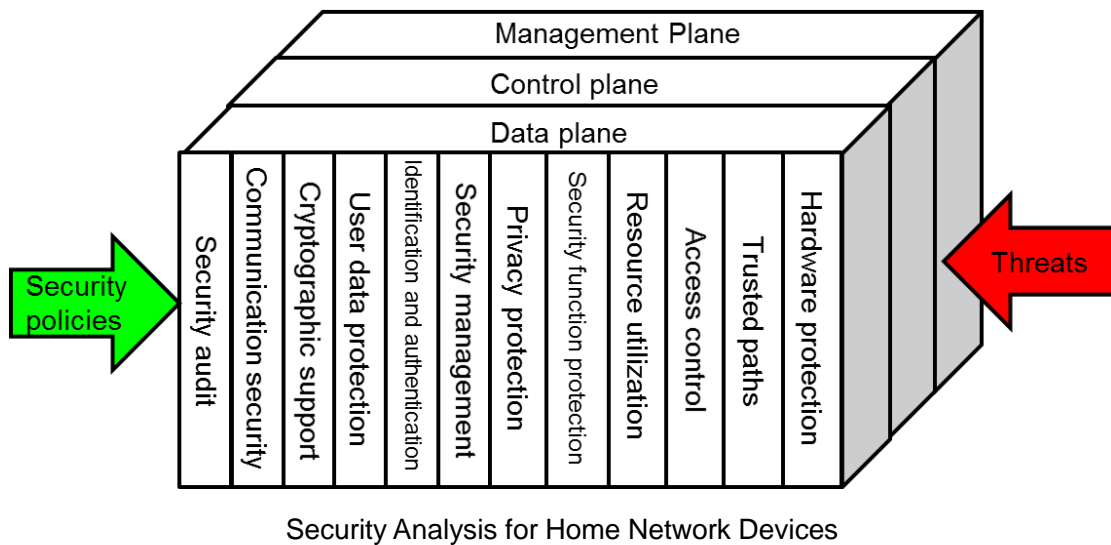 Management Plane
Control plane
Data plane
Security
policies
Security audit
Communication security
Cryptographic support
User data protection
Identification and authentication
Security management
Privacy protection
Security function protection
Resource utilization
Access control
Trusted paths
Hardware protection
Threats
Security Analysis for Home Network Devices